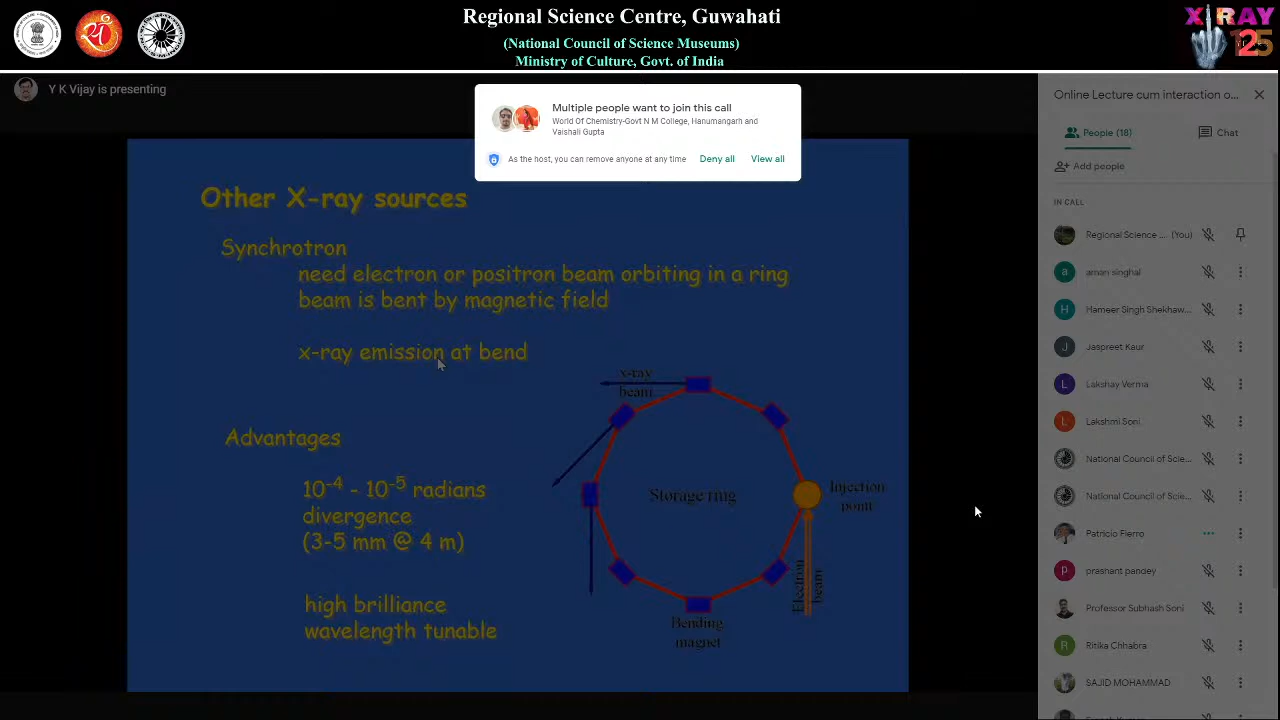 Regional Science Centre, Guwahati
(National Council of Science Museums)
Ministry of Culture, Govt. of India
X RAY
125
YEARS
Y K Vijay is presenting
Multiple people want to join this call
World Of Chemistry-Govt N M College, Hanumangarh and
Vaishali Gupta
As the host, you can remove anyone at any time
Deny all
View all
Other X-ray sources
Synchrotron
need electron or positron beam orbiting in a ring
beam is bent by magnetic field
x-ray emission at bend
Advantages
10⁻⁴ - 10⁻⁵ radians
divergence
(3-5 mm @ 4 m)
high brilliance
wavelength tunable
x-ray
beam
Storage ring
Injection
point
Electron
beam
Bending
magnet
Online Lecture cum interaction o...
People (18)
Chat
Add people
IN CALL
Regional Science ... (You)
a
aman singhal
H
Hameer Singh Shekhaw...
J
Jaspreet Kaur
L
Lakshay Verma
L
Lakshmi Soni
National Council of Scie...
National Council of Scie...
Patricio Fierro
p
prashant pandey
Professor Subhash Soni
R
Ritika Chhabra
SAJID MOHAMMAD